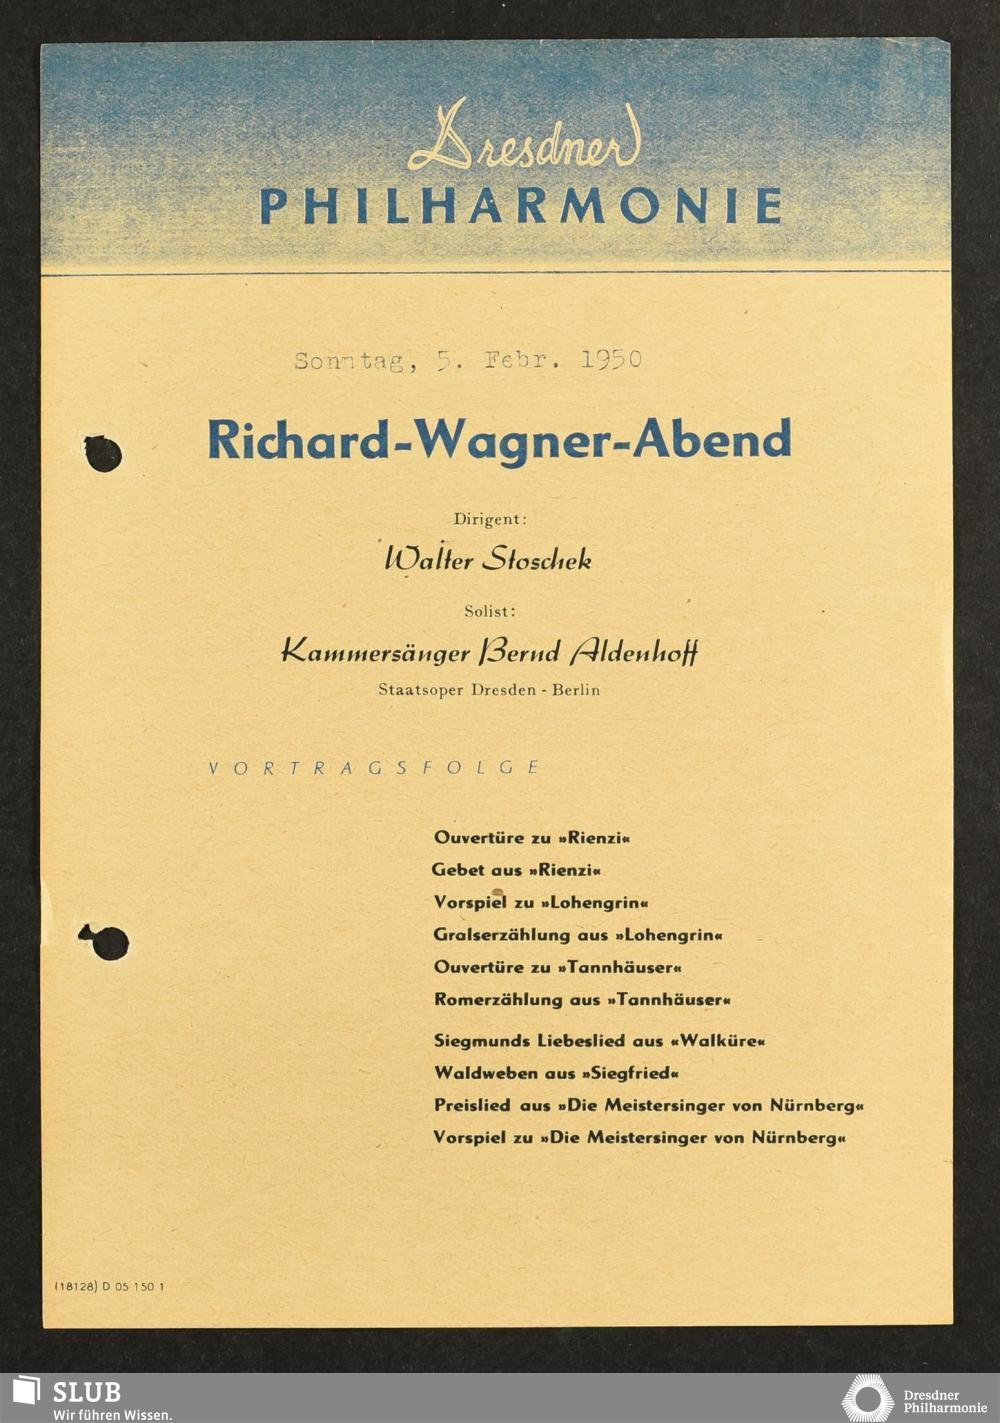 Dresdner
PHILHARMONIE
Sonntag, 5. Febr. 1950
Richard-Wagner-Abend
Dirigent:
Walter Stoschek
Solist:
Kammersänger Bernd Aldenhoff
Staatsoper Dresden - Berlin
VORTRAGSFOLGE
Ouvertüre zu »Rienzi«
Gebet aus »Rienzi«
Vorspiel zu »Lohengrin«
Gralserzählung aus »Lohengrin«
Ouvertüre zu »Tannhäuser«
Romerzählung aus »Tannhäuser«
Siegmunds Liebeslied aus «Walküre«
Waldweben aus »Siegfried«
Preislied aus »Die Meistersinger von Nürnberg«
Vorspiel zu »Die Meistersinger von Nürnberg«
(18128) D 05 150 1
SLUB
Wir führen Wissen.
Dresdner
Philharmonie